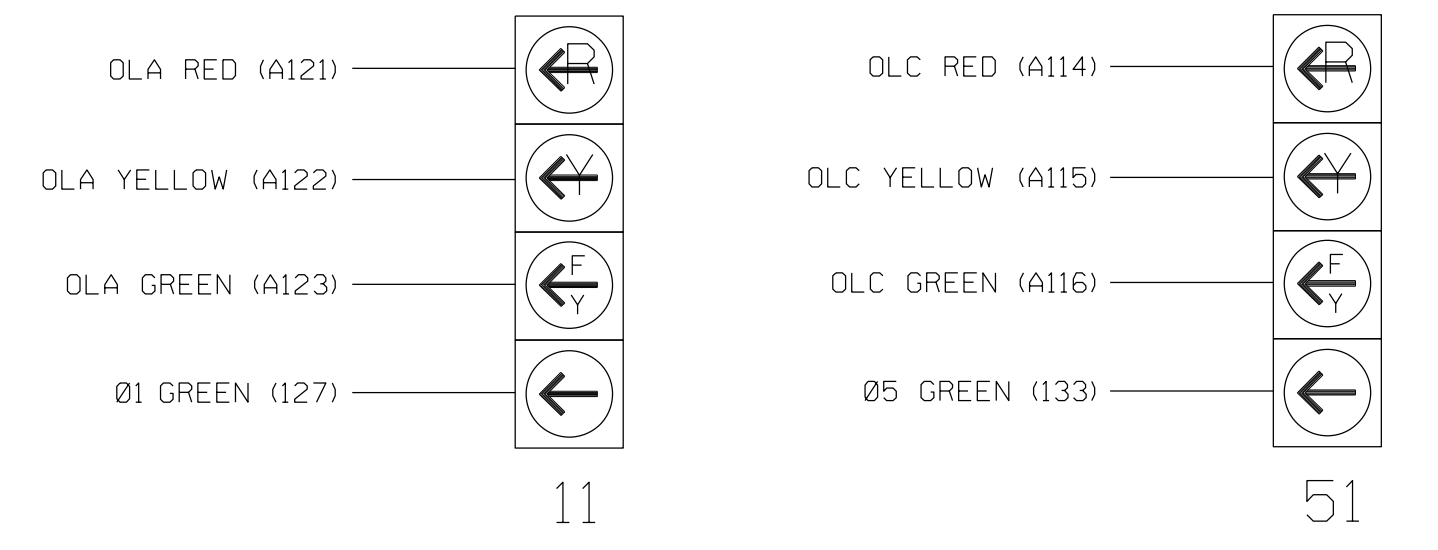 OLA RED (A121)
R
OLA YELLOW (A122)
Y
OLA GREEN (A123)
F
Y
Ø1 GREEN (127)
11
OLC RED (A114)
R
OLC YELLOW (A115)
Y
OLC GREEN (A116)
F
Y
Ø5 GREEN (133)
51